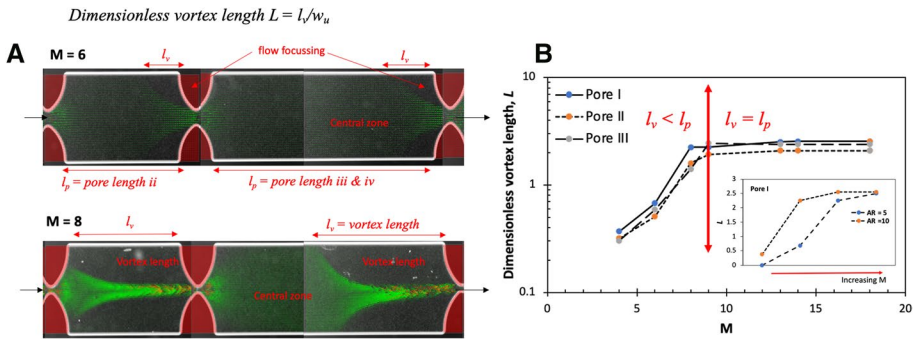 Dimensionless vortex length L = lᵥ/wᵤ
A
M = 6
lᵥ
flow focussing
lᵥ
Central zone
lₚ = pore length ii
lₚ = pore length iii & iv
M = 8
lᵥ
lᵥ = vortex length
Vortex length
Vortex length
Central zone
B
Dimensionless vortex length, L
10
1
0.1
Pore I
Pore II
Pore III
lᵥ < lₚ
lᵥ = lₚ
Pore I
L
3
2.5
2
1.5
1
0.5
0
AR = 5
AR =10
Increasing M
0
5
10
15
20
M